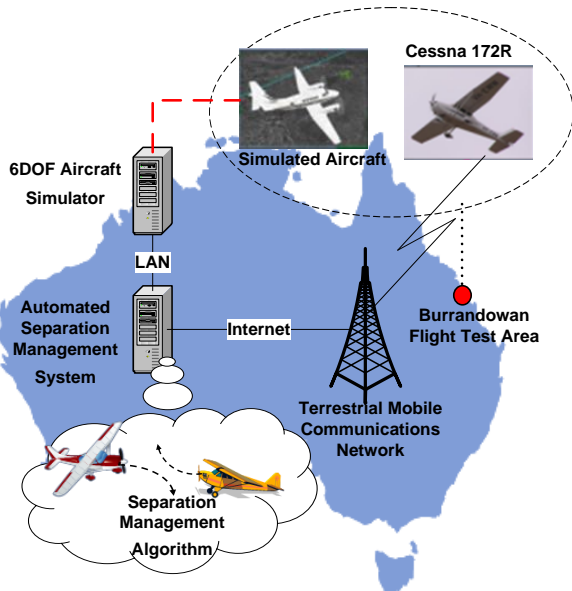 Cessna 172R
Simulated Aircraft
6DOF Aircraft
Simulator
LAN
Automated
Separation
Management
System
Internet
Burrandowan
Flight Test Area
Terrestrial Mobile
Communications
Network
Separation
Management
Algorithm